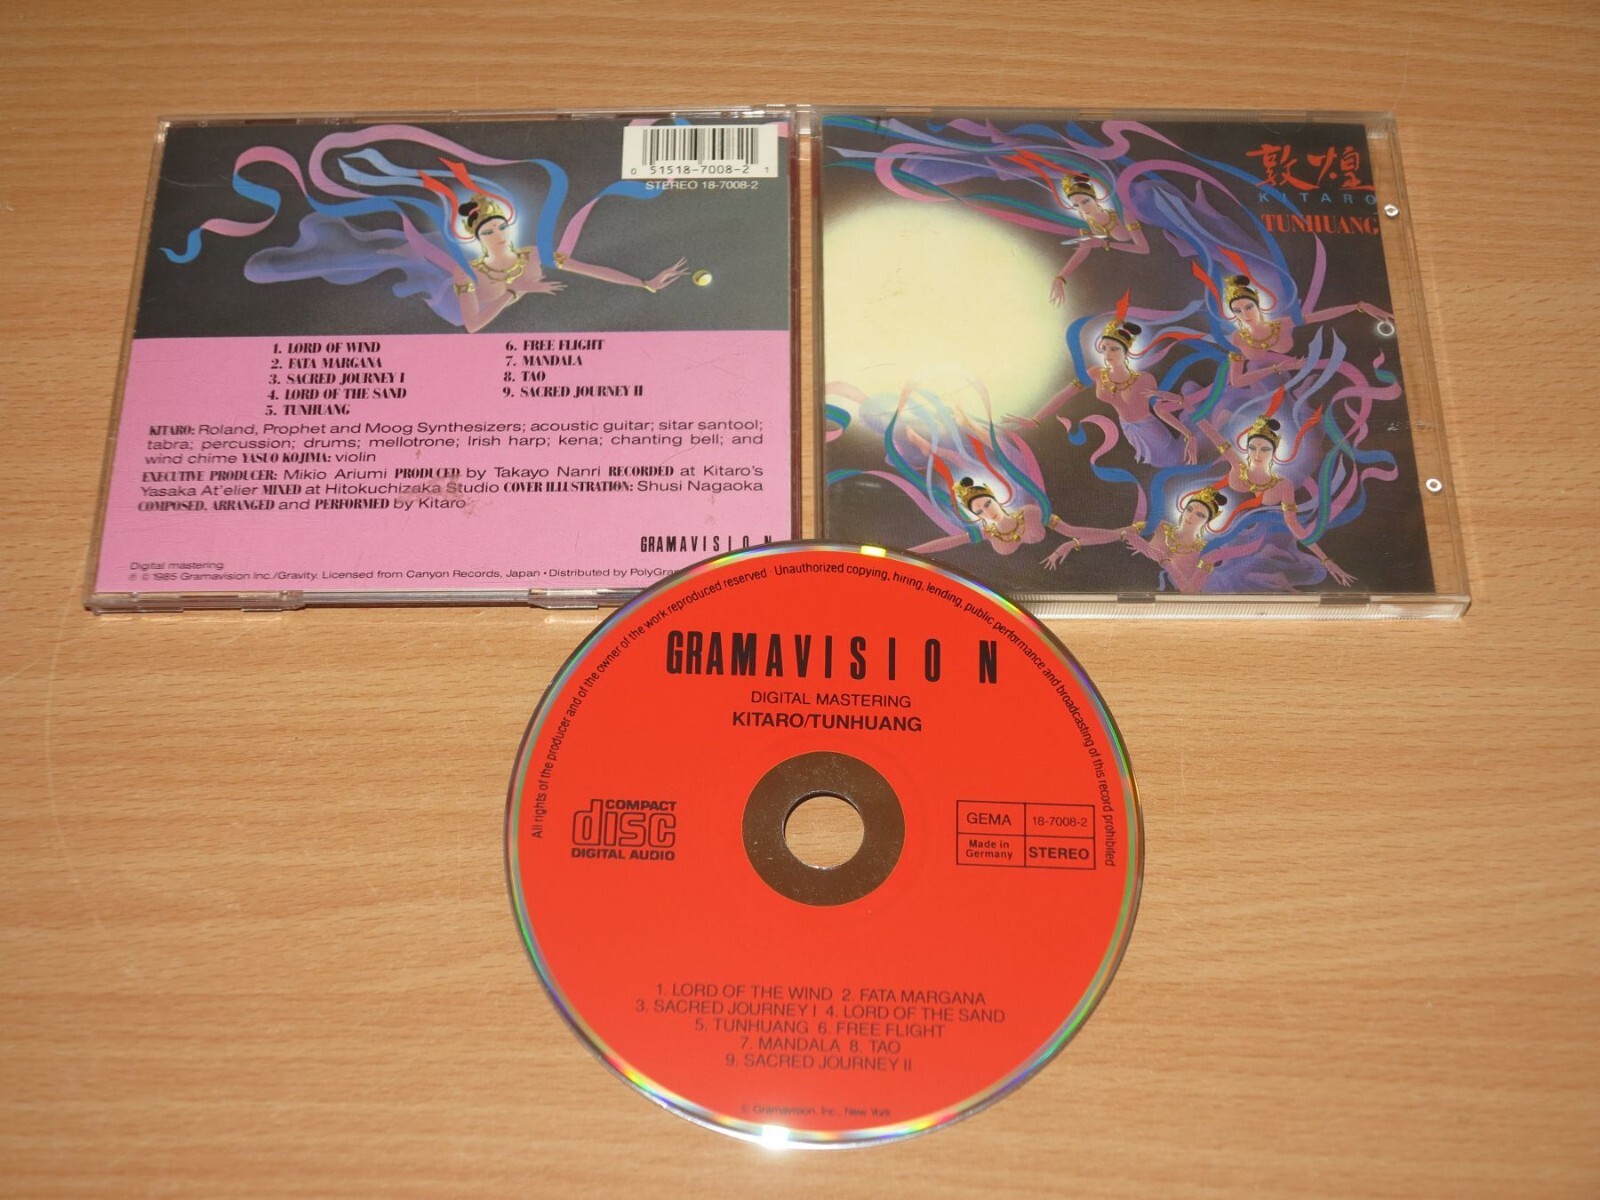 0 51518-7008-2 1
STEREO 18-7008-2
1. LORD OF WIND
2. FATA MARGANA
3. SACRED JOURNEY I
4. LORD OF THE SAND
5. TUNHUANG
6. FREE FLIGHT
7. MANDALA
8. TAO
9. SACRED JOURNEY II
KITARO: Roland, Prophet and Moog Synthesizers; acoustic guitar; sitar santool;
tabra; percussion; drums; mellotrone; Irish harp; kena; chanting bell; and
wind chime YASUO KOJIMA: violin
EXECUTIVE PRODUCER: Mikio Ariumi PRODUCED by Takayo Nanri RECORDED at Kitaro's
Yasaka At'elier MIXED at Hitokuchizaka Studio COVER ILLUSTRATION: Shusi Nagaoka
COMPOSED, ARRANGED and PERFORMED by Kitaro
GRAMAVISION
Digital mastering
℗ © 1985 Gramavision Inc./Gravity. Licensed from Canyon Records, Japan • Distributed by
敦煌
KITARO
TUNHUANG
All rights of the producer and of the owner of the work reproduced reserved · Unauthorized copying, hiring, lending, public performance and broadcasting of this record prohibited
GRAMAVISION
DIGITAL MASTERING
KITARO/TUNHUANG
COMPACT
disc
DIGITAL AUDIO
GEMA 18-7008-2
Made in
Germany
STEREO
1. LORD OF THE WIND 2. FATA MARGANA
3. SACRED JOURNEY I 4. LORD OF THE SAND
5. TUNHUANG 6. FREE FLIGHT
7. MANDALA 8. TAO
9. SACRED JOURNEY II
© Gramavision, Inc., New York